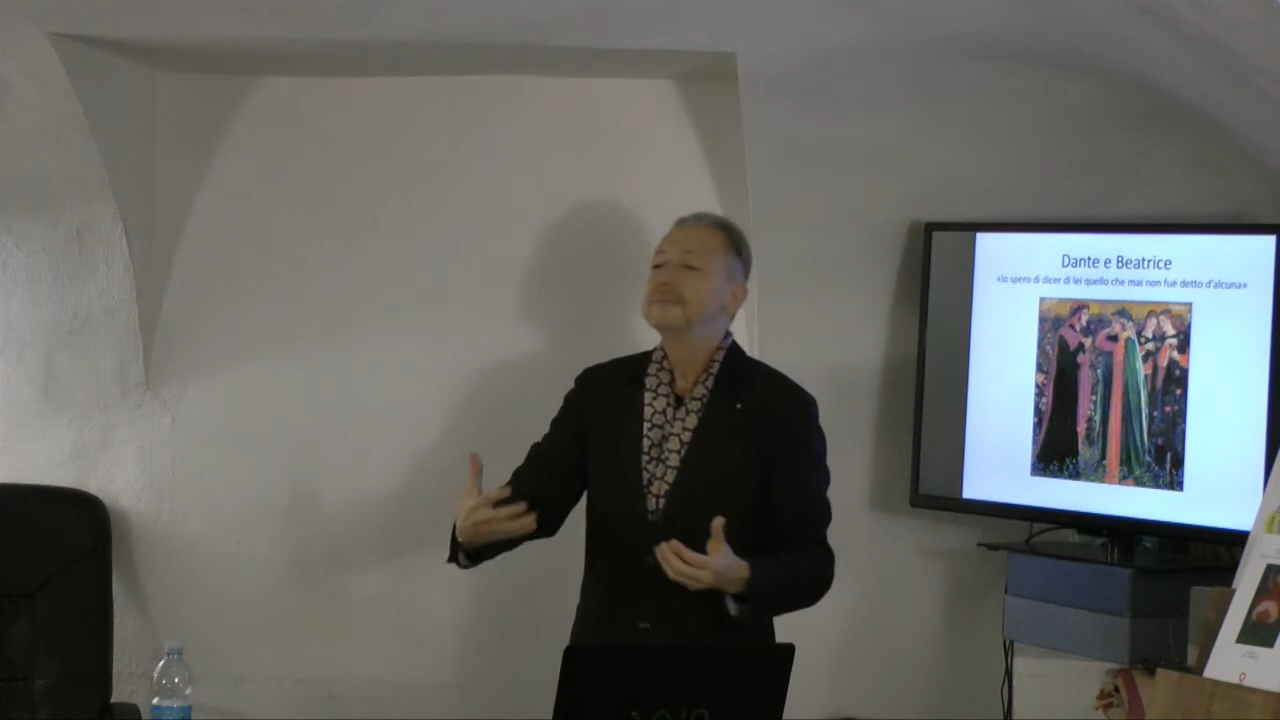 Dante e Beatrice
«Io spero di dicer di lei quello che mai non fue detto d'alcuna»